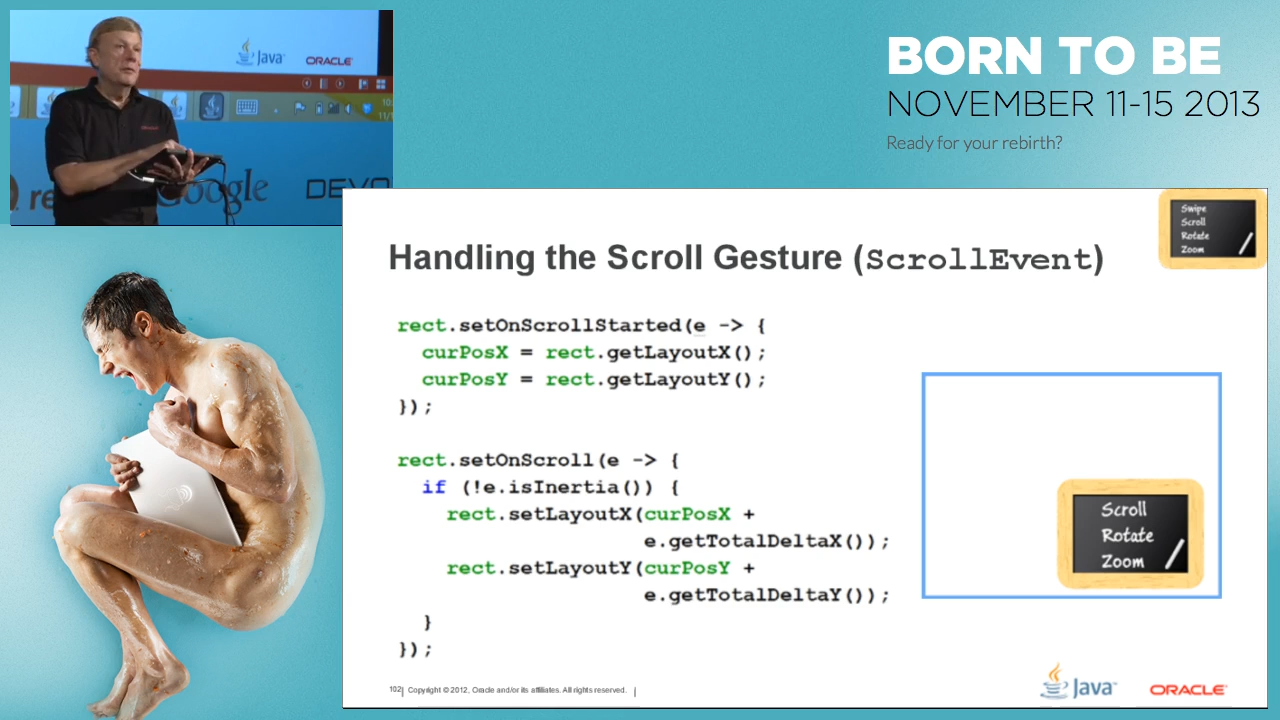 Java
ORACLE
Google
DEVO
BORN TO BE
NOVEMBER 11-15 2013
Ready for your rebirth?
Swipe
Scroll
Rotate
Zoom
Handling the Scroll Gesture (ScrollEvent)
rect.setOnScrollStarted(e -> {
curPosX = rect.getLayoutX();
curPosY = rect.getLayoutY();
});
rect.setOnScroll(e -> {
if (!e.isInertia()) {
rect.setLayoutX(curPosX +
e.getTotalDeltaX());
rect.setLayoutY(curPosY +
e.getTotalDeltaY());
}
});
Scroll
Rotate
Zoom
102| Copyright © 2012, Oracle and/or its affiliates. All rights reserved. |
Java
ORACLE